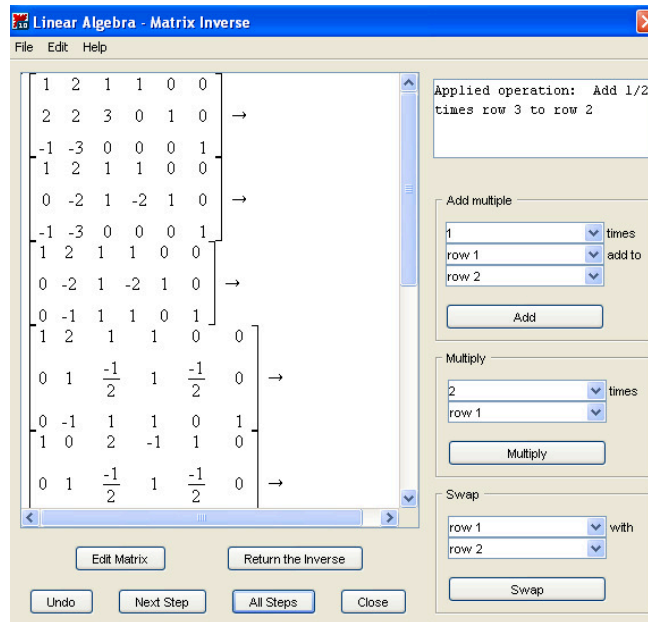 Linear Algebra - Matrix Inverse
File Edit Help
1 2 1 1 0 0
2 2 3 0 1 0 →
-1 -3 0 0 0 1
1 2 1 1 0 0
0 -2 1 -2 1 0 →
-1 -3 0 0 0 1
1 2 1 1 0 0
0 -2 1 -2 1 0 →
0 -1 1 1 0 1
1 2 1 1 0 0
0 1 -1/2 1 -1/2 0 →
0 -1 1 1 0 1
1 0 2 -1 1 0
0 1 -1/2 1 -1/2 0 →
Edit Matrix Return the Inverse
Undo Next Step All Steps Close
Applied operation: Add 1/2
times row 3 to row 2
Add multiple
1 times
row 1 add to
row 2
Add
Multiply
2 times
row 1
Multiply
Swap
row 1 with
row 2
Swap